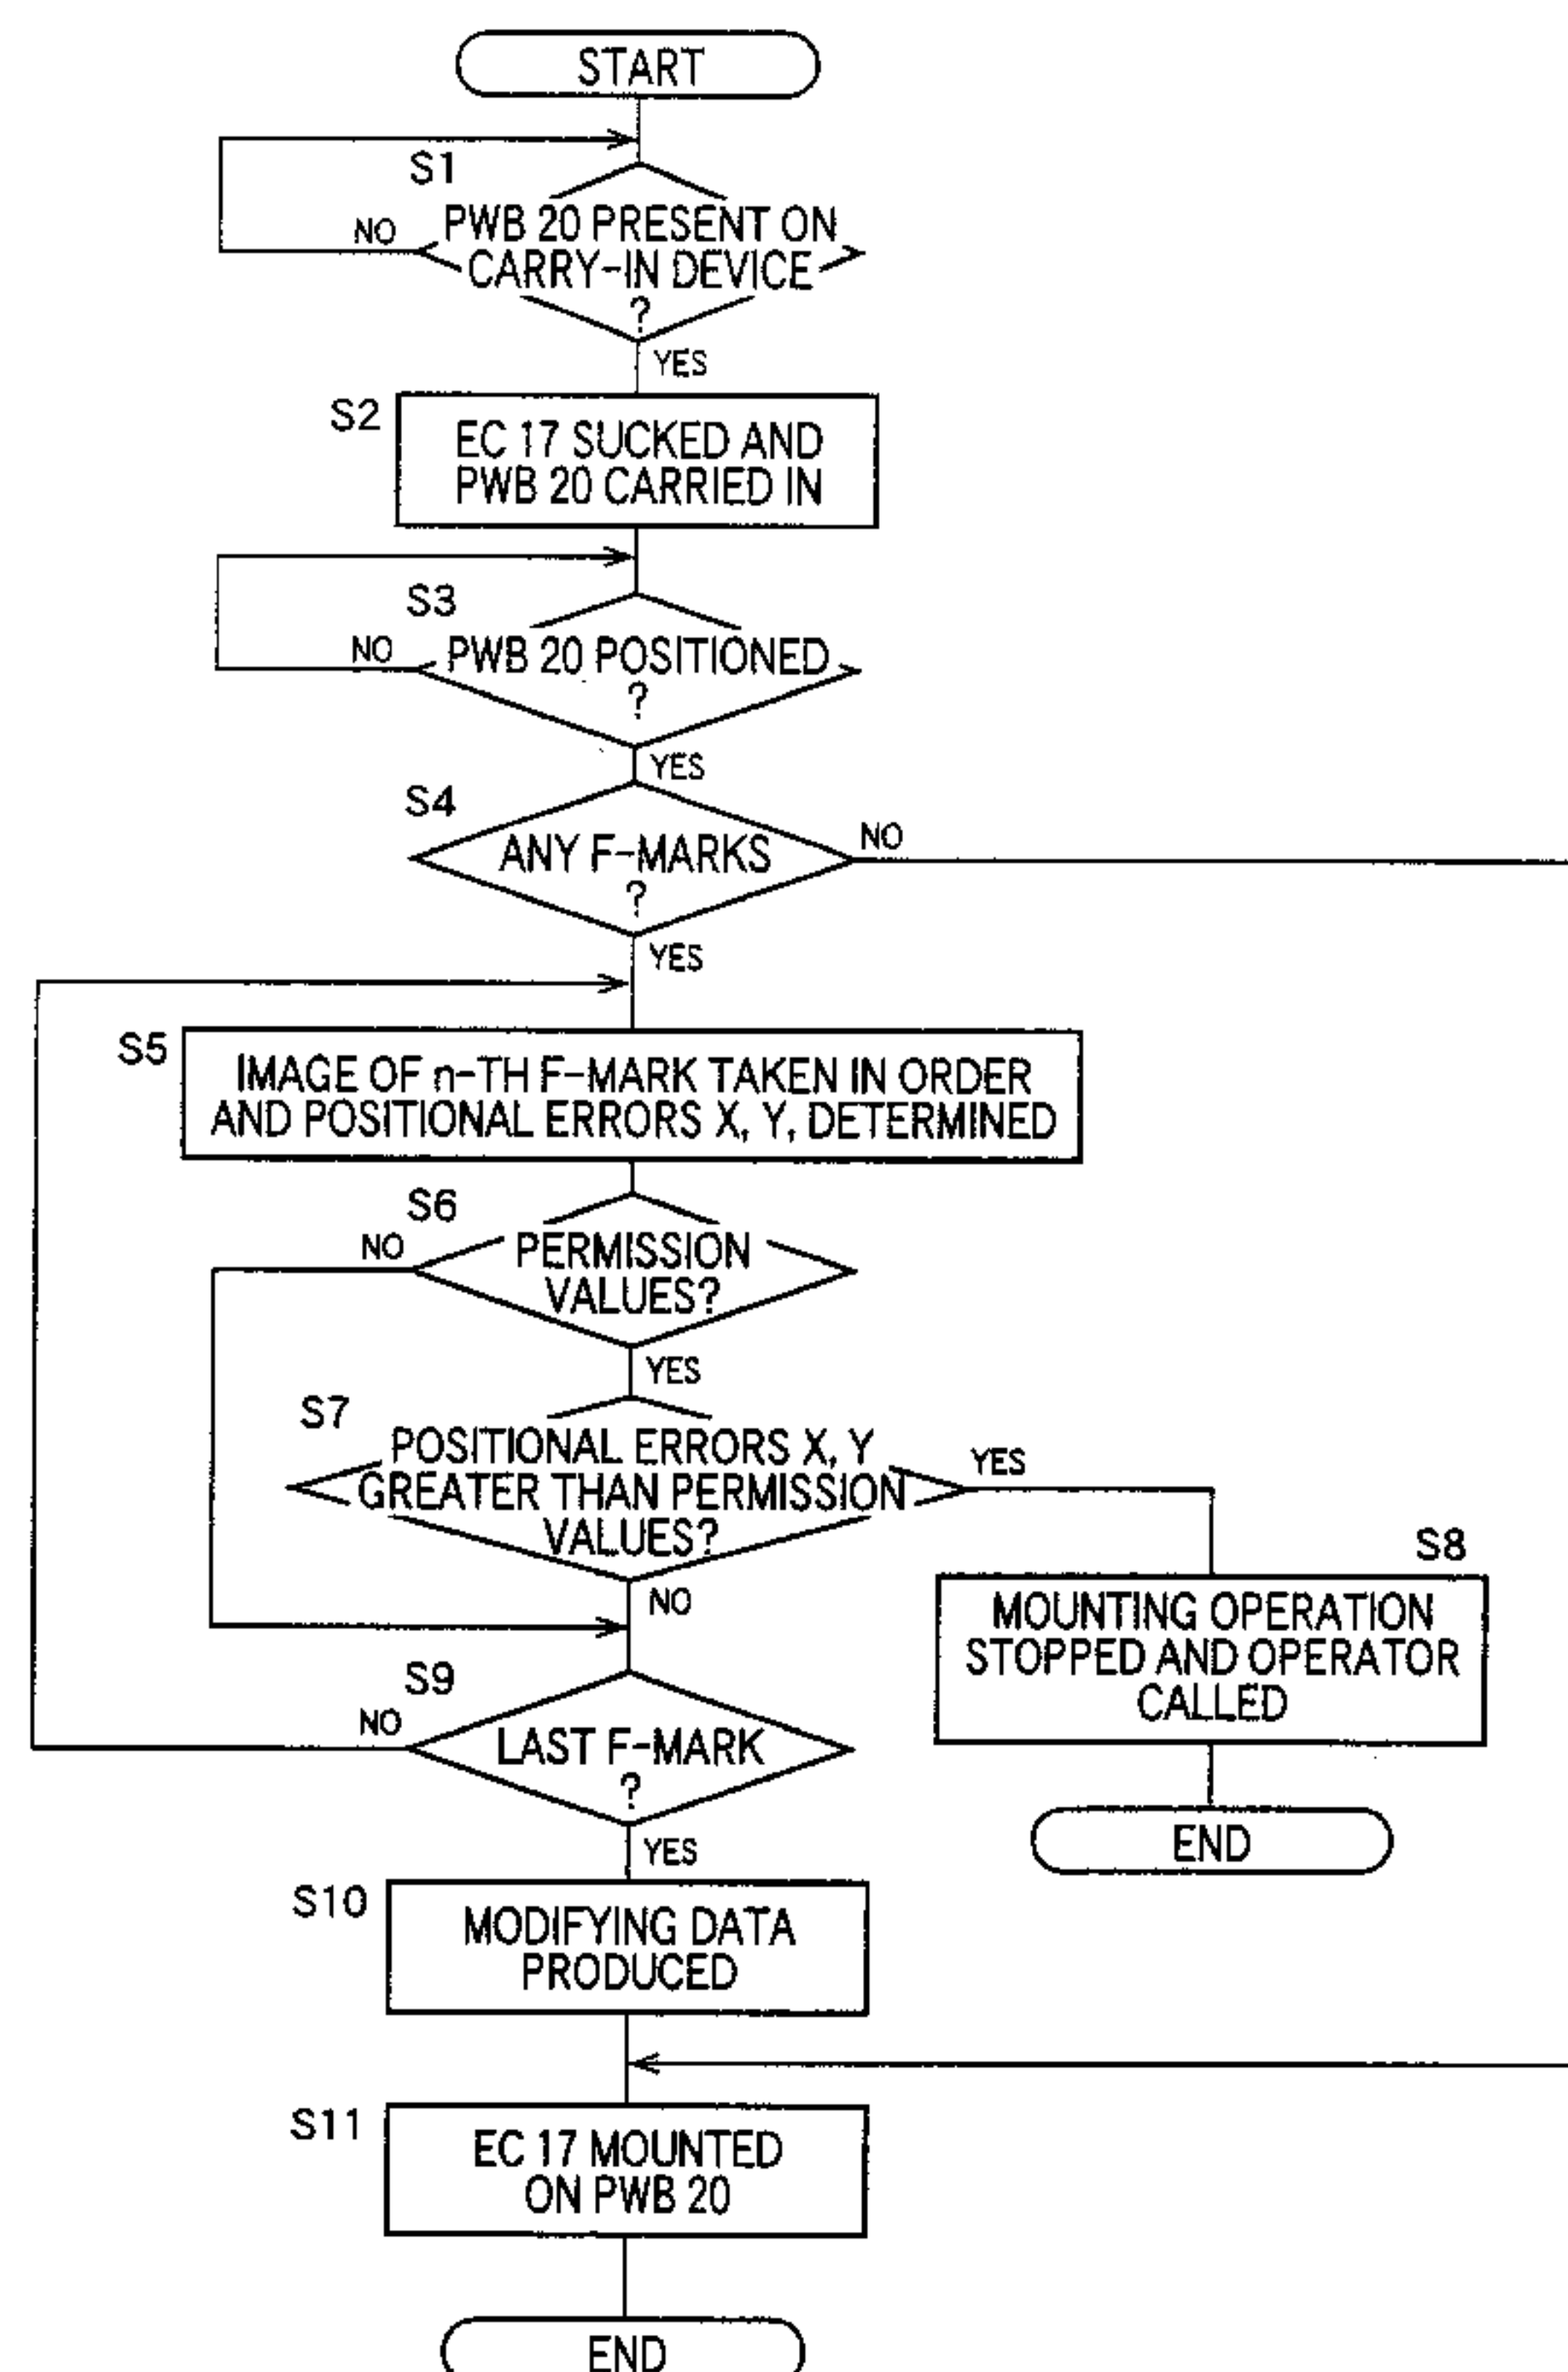 START
S1
NO
PWB 20 PRESENT ON
CARRY-IN DEVICE
?
YES
S2
EC 17 SUCKED AND
PWB 20 CARRIED IN
S3
NO
PWB 20 POSITIONED
?
YES
S4
NO
ANY F-MARKS
?
YES
S5
IMAGE OF n-TH F-MARK TAKEN IN ORDER
AND POSITIONAL ERRORS X, Y, DETERMINED
S6
NO
PERMISSION
VALUES?
YES
S7
POSITIONAL ERRORS X, Y
GREATER THAN PERMISSION
VALUES?
YES
NO
S8
MOUNTING OPERATION
STOPPED AND OPERATOR
CALLED
END
S9
NO
LAST F-MARK
?
YES
S10
MODIFYING DATA
PRODUCED
S11
EC 17 MOUNTED
ON PWB 20
END